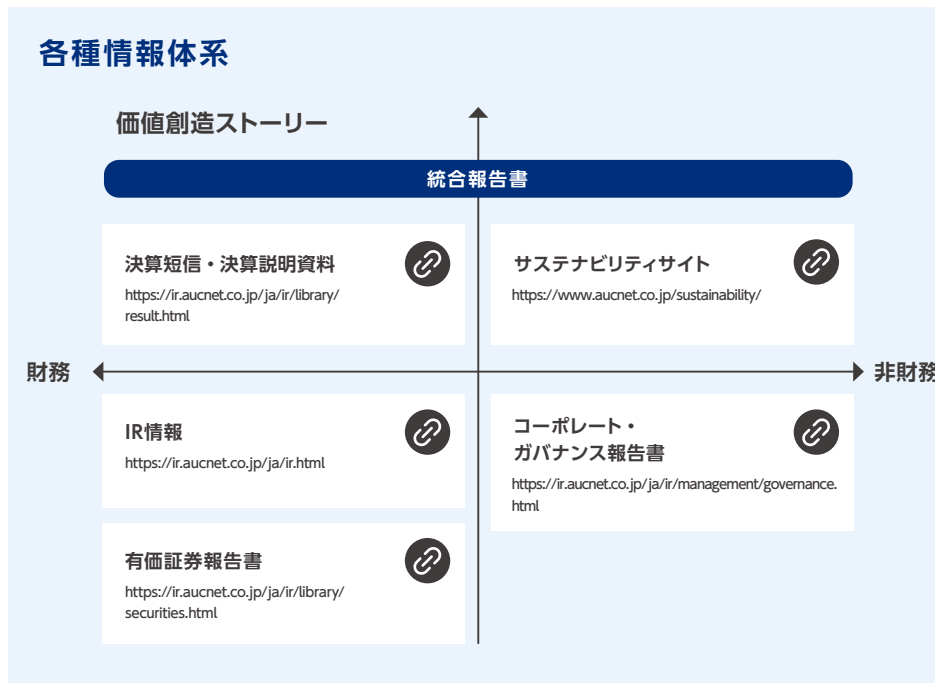 各種情報体系
価値創造ストーリー
統合報告書
決算短信・決算説明資料
https://ir.aucnet.co.jp/ja/ir/library/
result.html
サステナビリティサイト
https://www.aucnet.co.jp/sustainability/
財務
非財務
IR情報
https://ir.aucnet.co.jp/ja/ir.html
コーポレート・
ガバナンス報告書
https://ir.aucnet.co.jp/ja/ir/management/governance.
html
有価証券報告書
https://ir.aucnet.co.jp/ja/ir/library/
securities.html